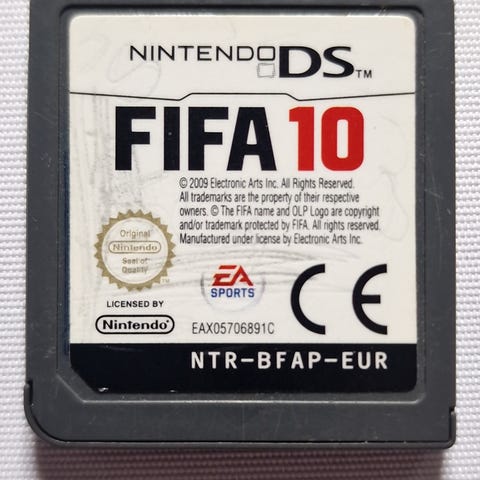 NINTENDO DS™
FIFA 10
© 2009 Electronic Arts Inc. All Rights Reserved.
All trademarks are the property of their respective
owners. © The FIFA name and OLP Logo are copyright
and/or trademark protected by FIFA. All rights reserved.
Manufactured under license by Electronic Arts Inc.
Original
Nintendo
Seal of
Quality
™
EA
SPORTS
CE
LICENSED BY
Nintendo
EAX05706891C
NTR-BFAP-EUR